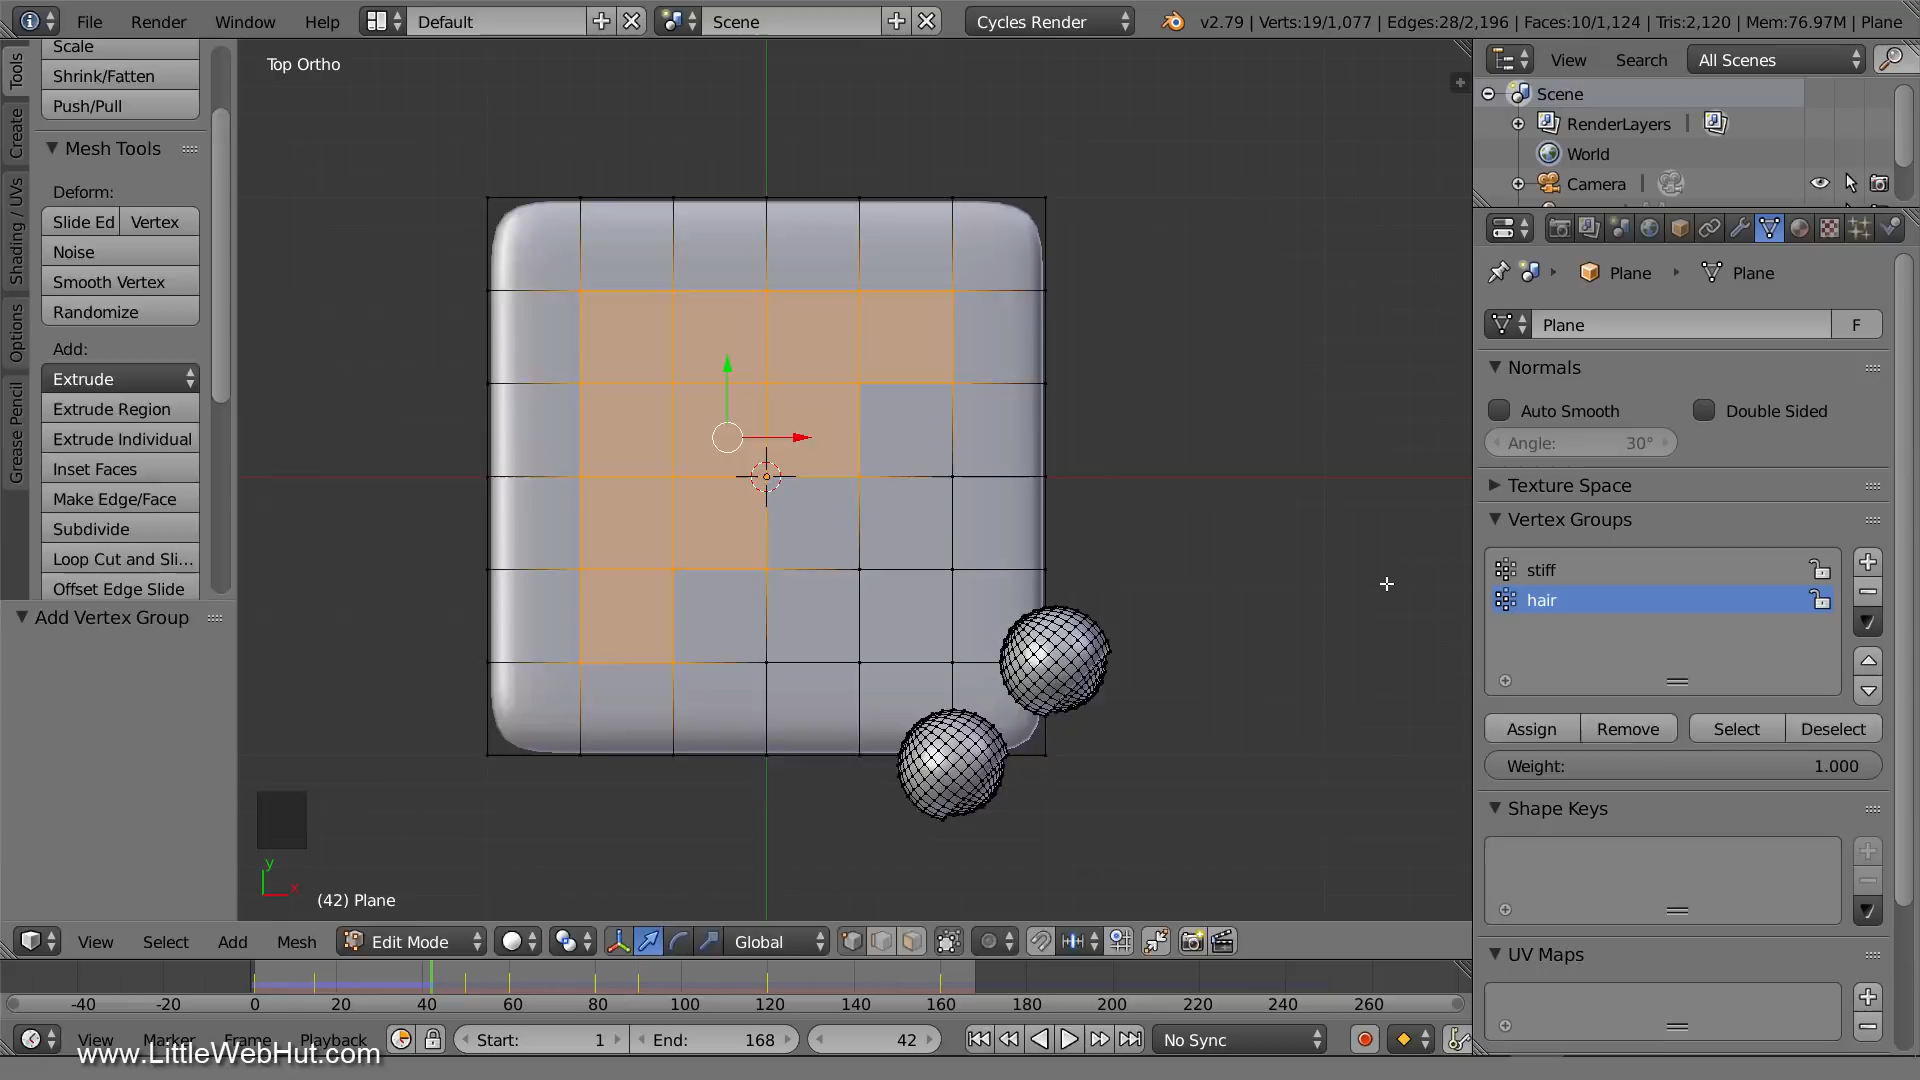 File Render Window Help Default Scene Cycles Render v2.79 | Verts:19/1,077 | Edges:28/2,196 | Faces:10/1,124 | Tris:2,120 | Mem:76.97M | Plane
Tools
Create
Shading / UVs
Options
Grease Pencil
Scale
Shrink/Fatten
Push/Pull
Mesh Tools
Deform:
Slide Ed Vertex
Noise
Smooth Vertex
Randomize
Add:
Extrude
Extrude Region
Extrude Individual
Inset Faces
Make Edge/Face
Subdivide
Loop Cut and Sli...
Offset Edge Slide
Add Vertex Group
Top Ortho
y
x
(42) Plane
View Search All Scenes
Scene
RenderLayers
World
Camera
Plane Plane
Plane F
Normals
Auto Smooth Double Sided
Angle: 30°
Texture Space
Vertex Groups
stiff
hair
Assign Remove Select Deselect
Weight: 1.000
Shape Keys
UV Maps
View Select Add Mesh Edit Mode Global
-40 -20 0 20 40 60 80 100 120 140 160 180 200 220 240 260
View Marker Frame Playback Start: 1 End: 168 42 No Sync
www.LittleWebHut.com